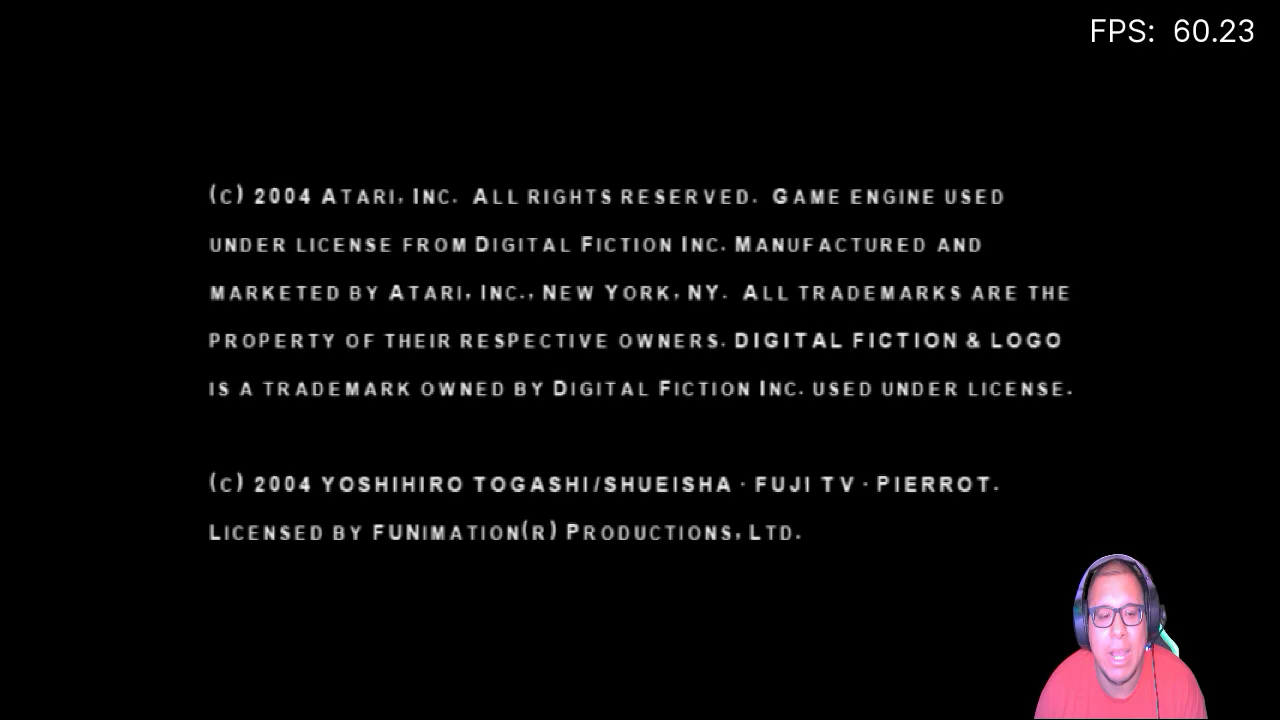 FPS: 60.23
(C) 2004 ATARI, INC. ALL RIGHTS RESERVED. GAME ENGINE USED
UNDER LICENSE FROM DIGITAL FICTION INC. MANUFACTURED AND
MARKETED BY ATARI, INC., NEW YORK, NY. ALL TRADEMARKS ARE THE
PROPERTY OF THEIR RESPECTIVE OWNERS. DIGITAL FICTION & LOGO
IS A TRADEMARK OWNED BY DIGITAL FICTION INC. USED UNDER LICENSE.
(C) 2004 YOSHIHIRO TOGASHI/SHUEISHA · FUJI TV · PIERROT.
LICENSED BY FUNIMATION(R) PRODUCTIONS, LTD.